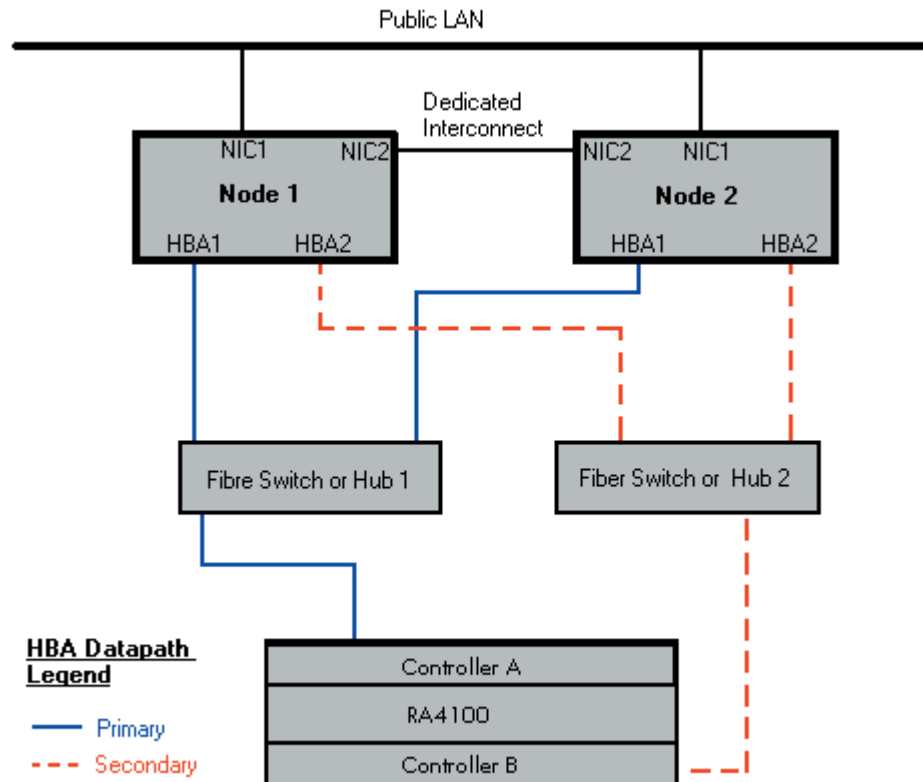 Public LAN
Dedicated
Interconnect
NIC1
NIC2
NIC2
NIC1
Node 1
Node 2
HBA1
HBA2
HBA1
HBA2
Fibre Switch or Hub 1
Fiber Switch or Hub 2
HBA Datapath
Legend
Controller A
RA4100
Primary
Controller B
Secondary